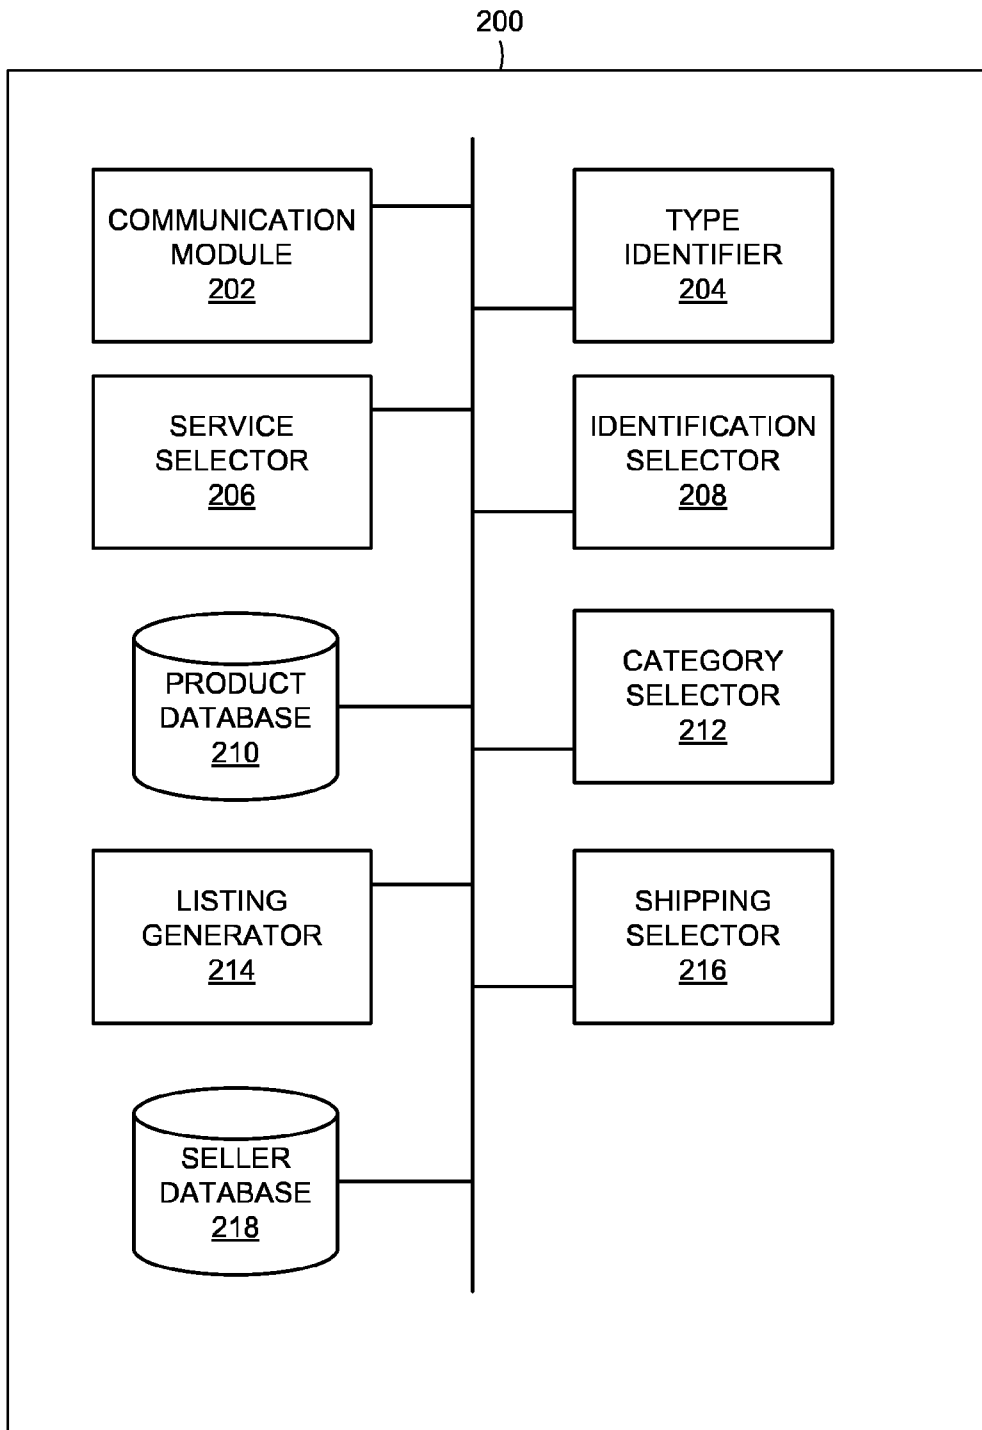 200
COMMUNICATION
MODULE
202
TYPE
IDENTIFIER
204
SERVICE
SELECTOR
206
IDENTIFICATION
SELECTOR
208
PRODUCT
DATABASE
210
CATEGORY
SELECTOR
212
LISTING
GENERATOR
214
SHIPPING
SELECTOR
216
SELLER
DATABASE
218